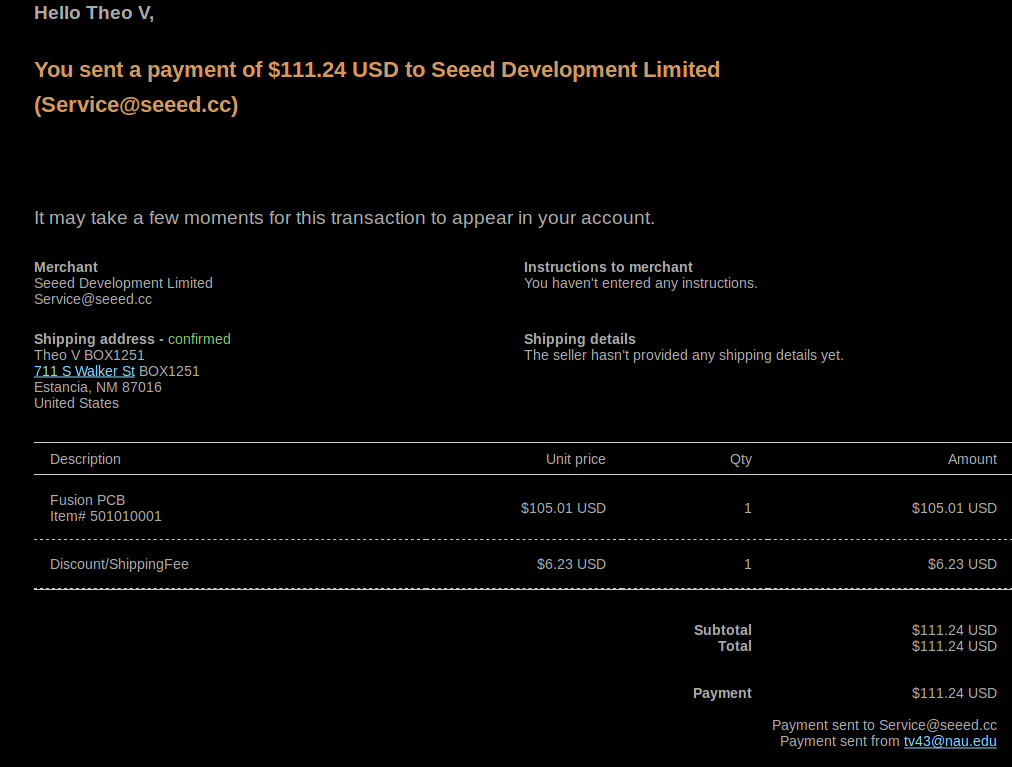 Hello Theo V,
You sent a payment of $111.24 USD to Seeed Development Limited
(Service@seeed.cc)
It may take a few moments for this transaction to appear in your account.
Merchant
Seeed Development Limited
Service@seeed.cc
Instructions to merchant
You haven't entered any instructions.
Shipping address - confirmed
Theo V BOX1251
711 S Walker St BOX1251
Estancia, NM 87016
United States
Shipping details
The seller hasn't provided any shipping details yet.
Description Unit price Qty Amount
Fusion PCB
Item# 501010001 $105.01 USD 1 $105.01 USD
Discount/ShippingFee $6.23 USD 1 $6.23 USD
Subtotal $111.24 USD
Total $111.24 USD
Payment $111.24 USD
Payment sent to Service@seeed.cc
Payment sent from tv43@nau.edu